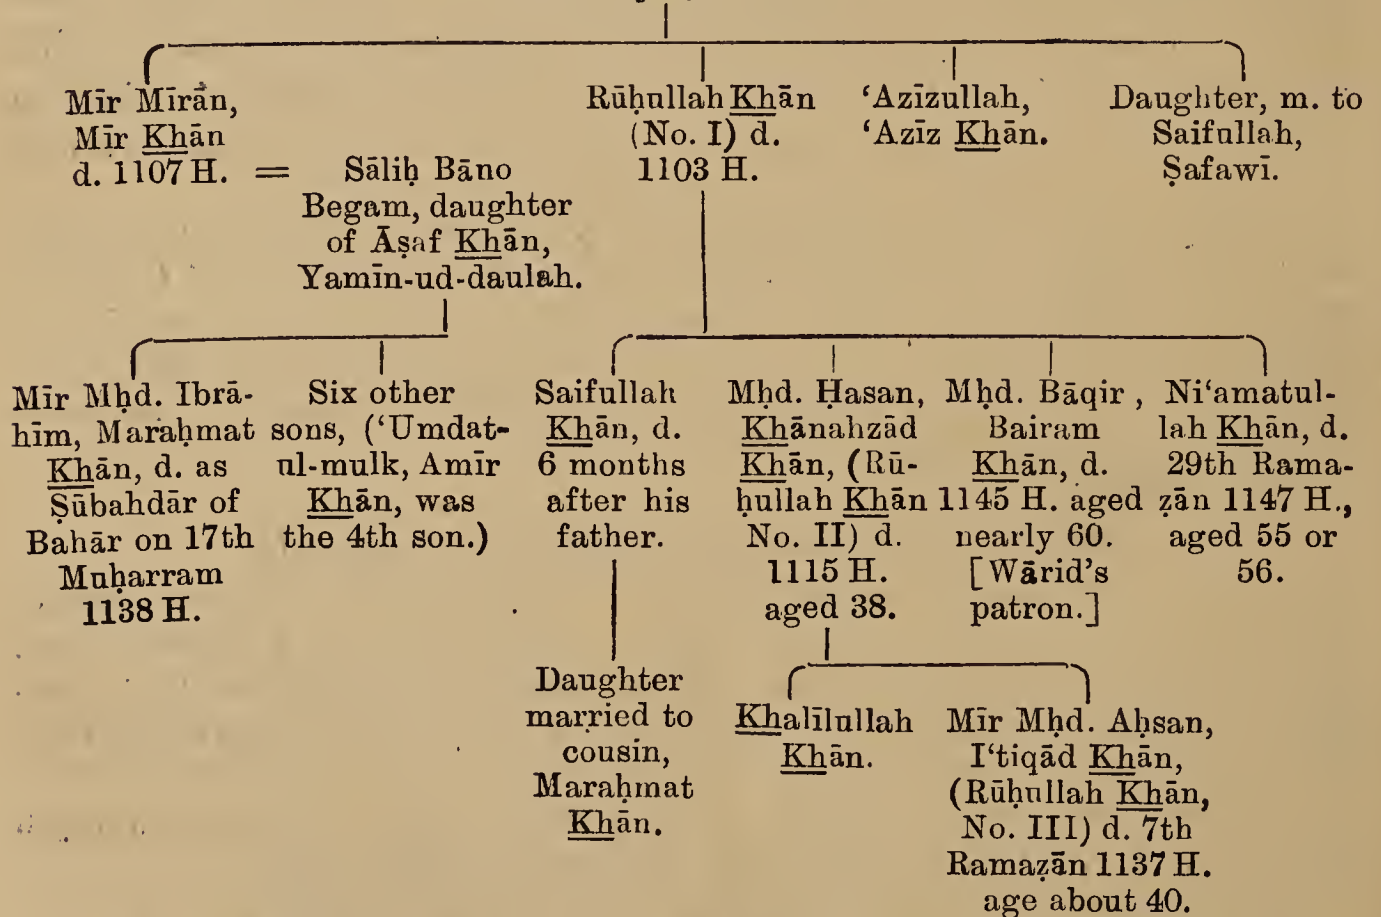 Mīr Mīrān,
Mīr Khān
d. 1107 H. =
Sāliḥ Bāno
Begam, daughter
of Āṣaf Khān,
Yamīn-ud-daulah.
Rūḥullah Khān
(No. I) d.
1103 H.
‘Azīzullah,
‘Azīz Khān.
Daughter, m. to
Saifullah,
Ṣafawī.
Mīr Mḥd. Ibrā-
hīm, Maraḥmat
Khān, d. as
Ṣūbahdār of
Bahār on 17th
Muḥarram
1138 H.
Six other
sons, (‘Umdat-
ul-mulk, Amīr
Khān, was
the 4th son.)
Saifullah
Khān, d.
6 months
after his
father.
Mḥd. Ḥasan,
Khānahzād
Khān, (Rū-
ḥullah Khān
No. II) d.
1115 H.
aged 38.
Mḥd. Bāqir,
Bairam
Khān, d.
1145 H. aged
nearly 60.
[Wārid's
patron.]
Ni‘amatul-
lah Khān, d.
29th Rama-
ẓān 1147 H.,
aged 55 or
56.
Daughter
married to
cousin,
Maraḥmat
Khān.
Khalīlullah
Khān.
Mīr Mḥd. Aḥsan,
I‘tiqād Khān,
(Rūḥullah Khān,
No. III) d. 7th
Ramaẓān 1137 H.
age about 40.